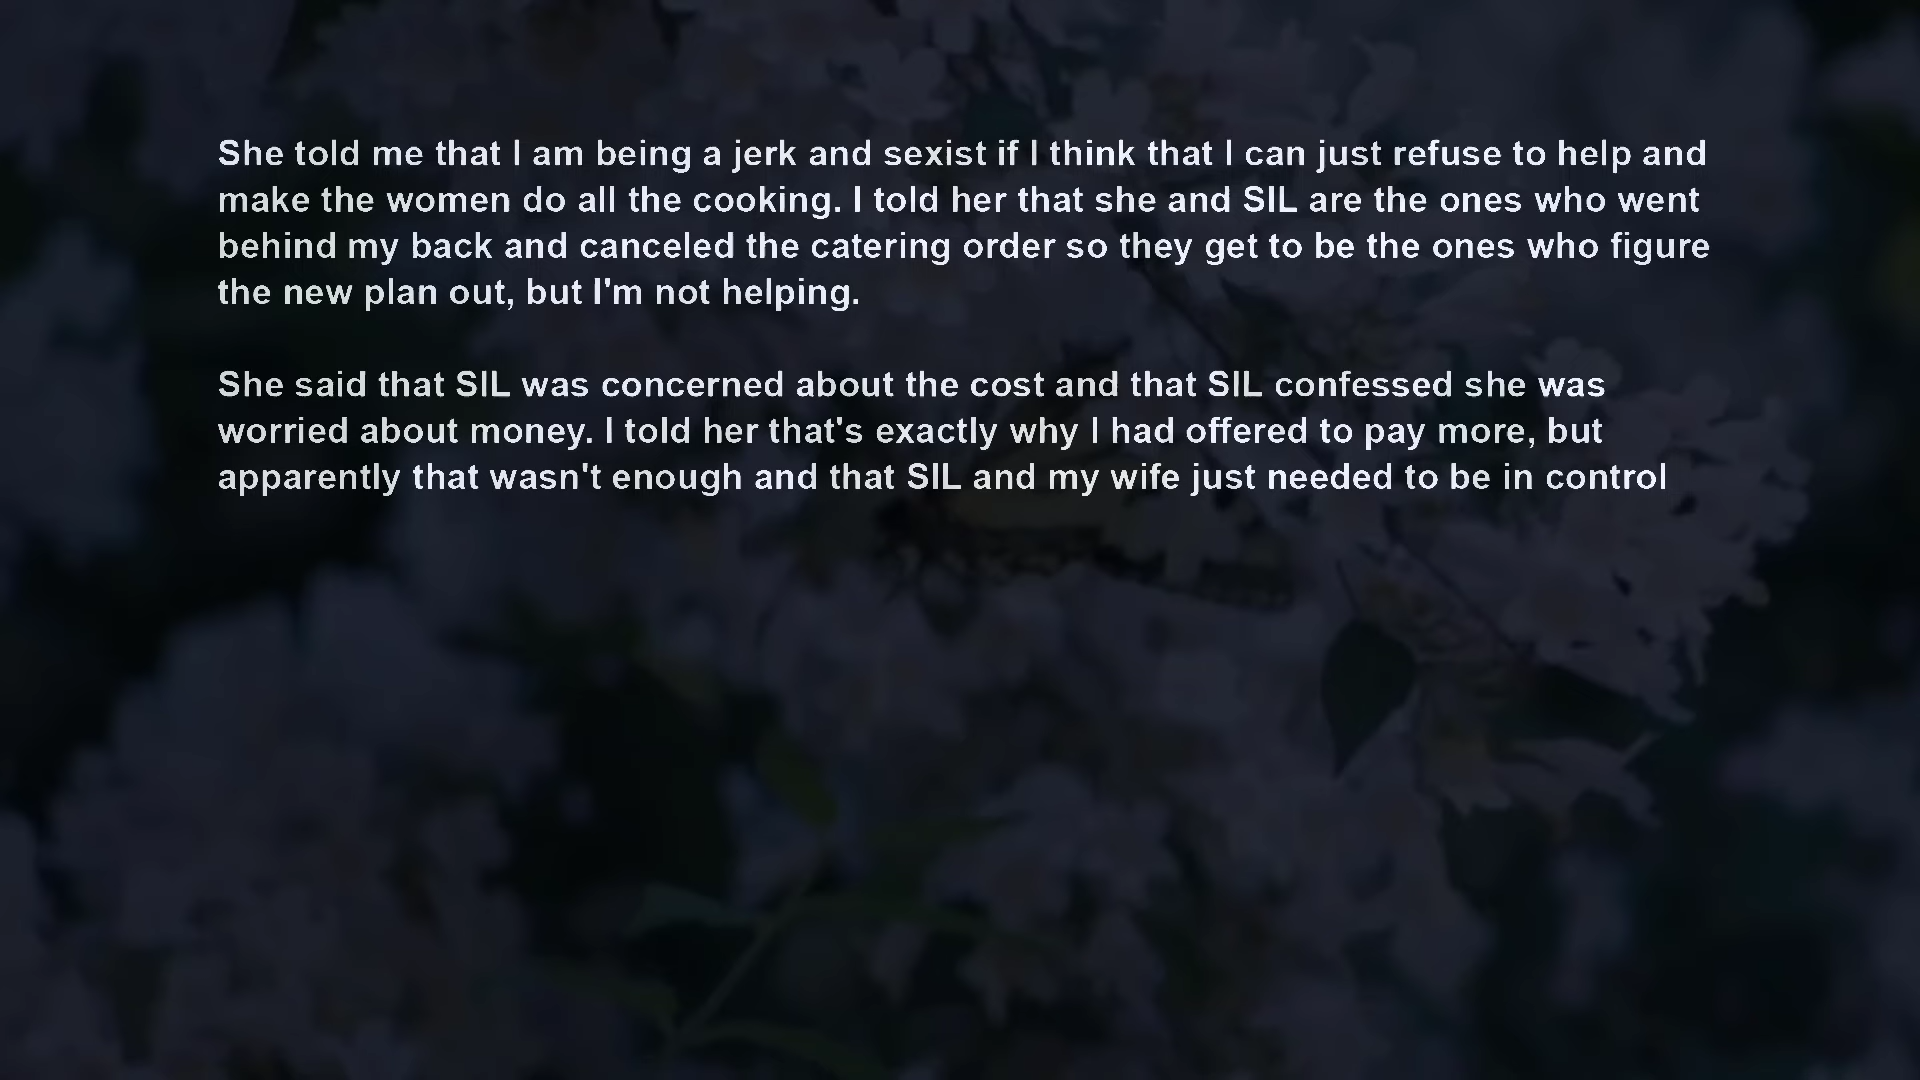 She told me that I am being a jerk and sexist if I think that I can just refuse to help and
make the women do all the cooking. I told her that she and SIL are the ones who went
behind my back and canceled the catering order so they get to be the ones who figure
the new plan out, but I'm not helping.
She said that SIL was concerned about the cost and that SIL confessed she was
worried about money. I told her that's exactly why I had offered to pay more, but
apparently that wasn't enough and that SIL and my wife just needed to be in control